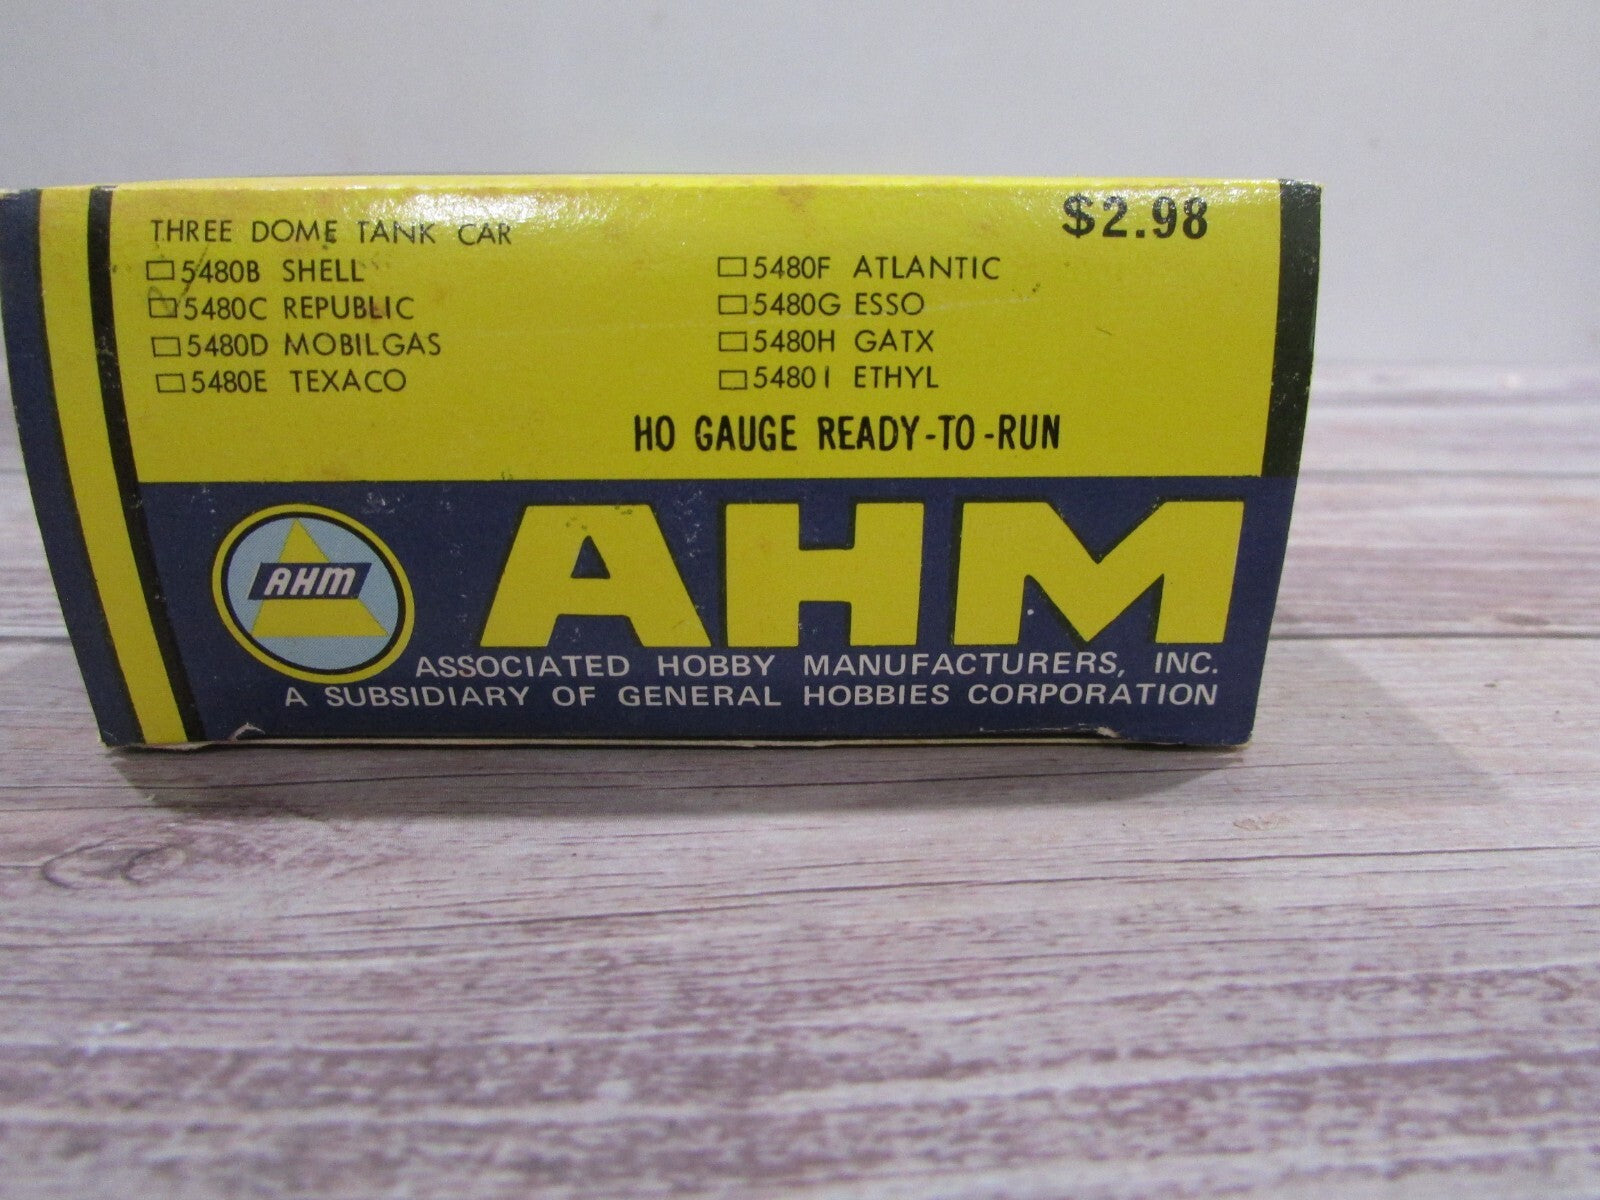 THREE DOME TANK CAR
$2.98
5480B SHELL
5480C REPUBLIC
5480D MOBILGAS
5480E TEXACO
5480F ATLANTIC
5480G ESSO
5480H GATX
5480I ETHYL
HO GAUGE READY-TO-RUN
AHM
AHM
ASSOCIATED HOBBY MANUFACTURERS, INC.
A SUBSIDIARY OF GENERAL HOBBIES CORPORATION